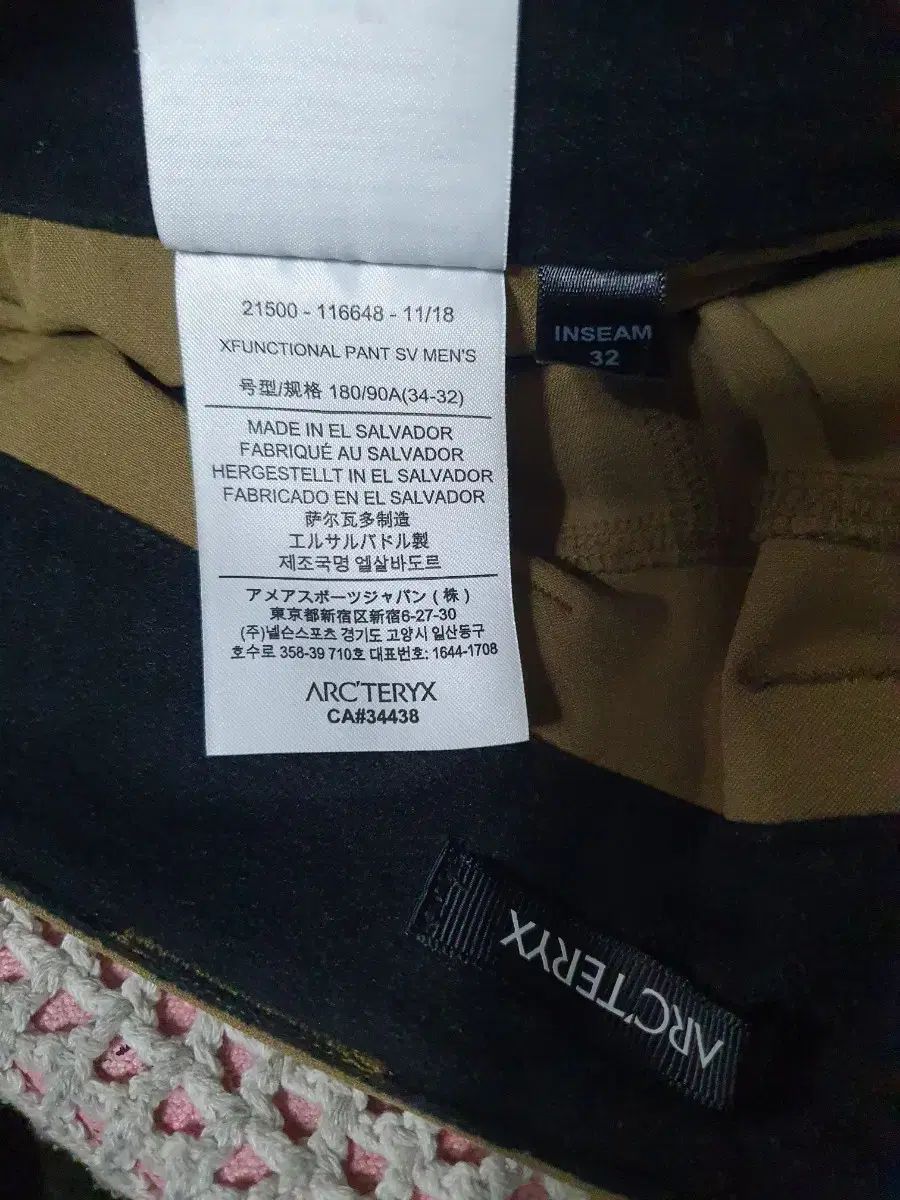 21500 - 116648 - 11/18
XFUNCTIONAL PANT SV MEN'S
号型/规格 180/90A(34-32)
MADE IN EL SALVADOR
FABRIQUÉ AU SALVADOR
HERGESTELLT IN EL SALVADOR
FABRICADO EN EL SALVADOR
萨尔瓦多制造
エルサルバドル製
제조국명 엘살바도르
アメアスポーツジャパン（株）
東京都新宿区新宿6-27-30
(주)넬슨스포츠 경기도 고양시 일산동구
호수로 358-39 710호 대표번호: 1644-1708
ARC'TERYX
CA#34438
INSEAM
32
ARC'TERYX